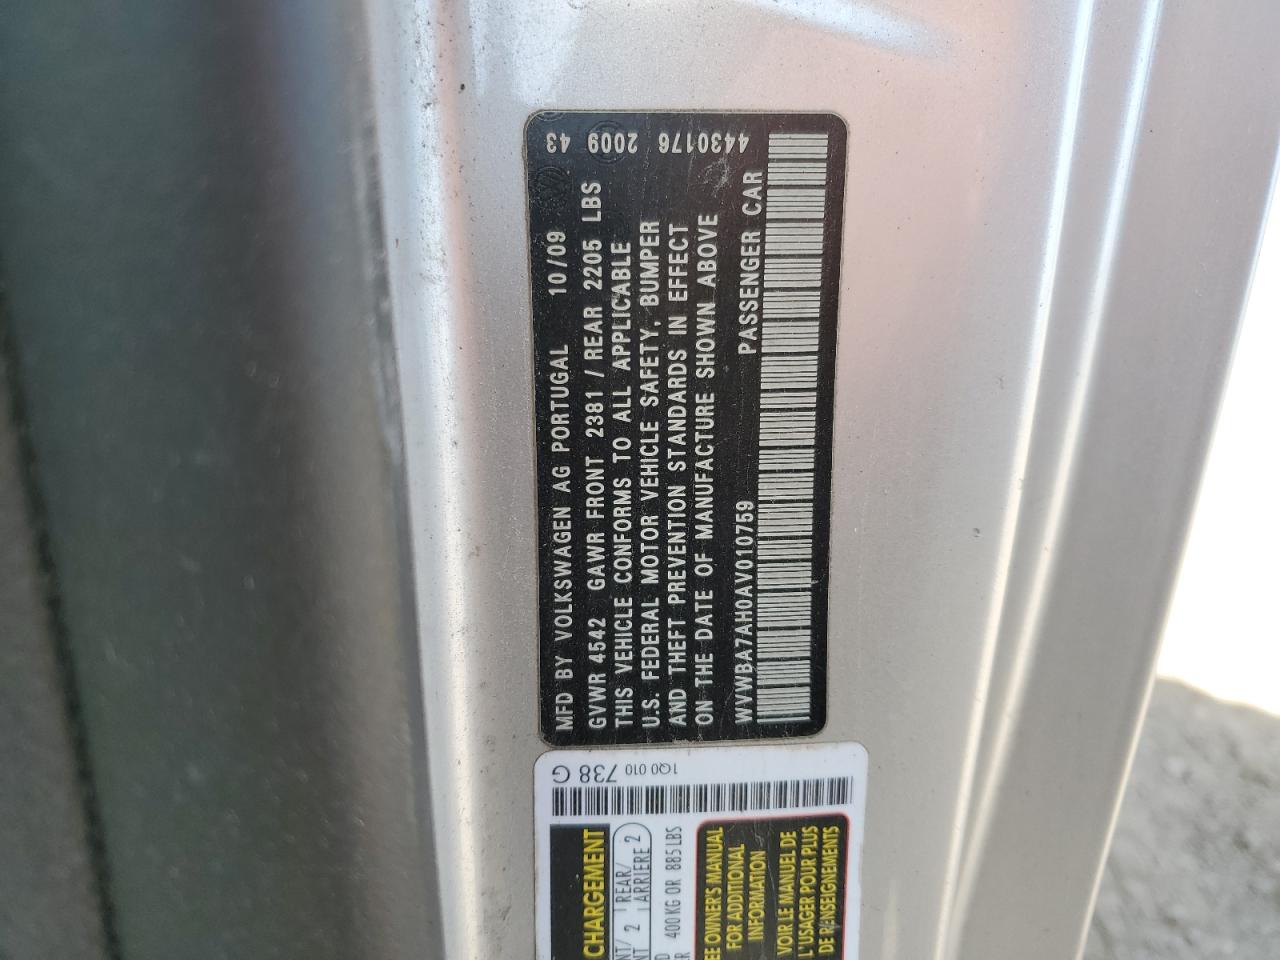 MFD BY VOLKSWAGEN AG PORTUGAL 10/09
GVWR 4542 GAWR FRONT 2381 / REAR 2205 LBS
THIS VEHICLE CONFORMS TO ALL APPLICABLE
U.S. FEDERAL MOTOR VEHICLE SAFETY, BUMPER
AND THEFT PREVENTION STANDARDS IN EFFECT
ON THE DATE OF MANUFACTURE SHOWN ABOVE
WVWBA7AH0AV010759 PASSENGER CAR
43 2009 4430176
1Q0 010 738 G
CHARGEMENT
2 REAR/ 2
ARRIERE
400 KG OR 885 LBS
OWNER'S MANUAL
FOR ADDITIONAL
INFORMATION
VOIR LE MANUEL DE
L'USAGER POUR PLUS
DE RENSEIGNEMENTS